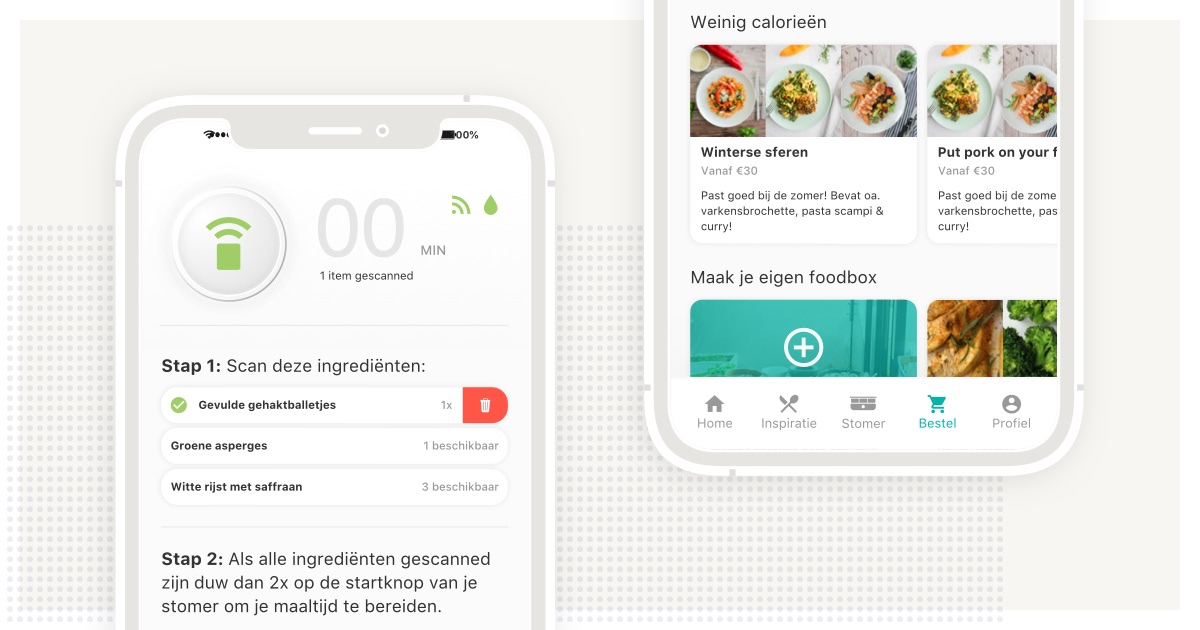 00%
00
MIN
1 item gescanned
Stap 1: Scan deze ingrediënten:
Gevulde gehaktballetjes 1x
Groene asperges 1 beschikbaar
Witte rijst met saffraan 3 beschikbaar
Stap 2: Als alle ingrediënten gescanned
zijn duw dan 2x op de startknop van je
stomer om je maaltijd te bereiden.
Weinig calorieën
Winterse sferen
Vanaf €30
Past goed bij de zomer! Bevat oa.
varkensbrochette, pasta scampi &
curry!
Put pork on your f
Vanaf €30
Past goed bij de zome
varkensbrochette, pas
curry!
Maak je eigen foodbox
Home Inspiratie Stomer Bestel Profiel